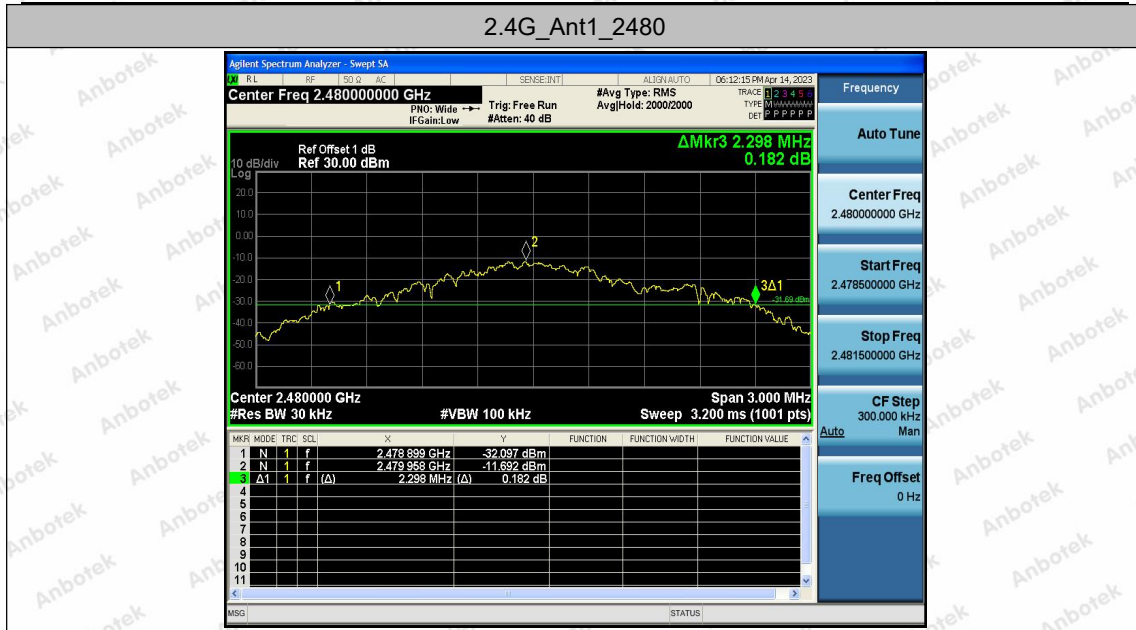 2.4G_Ant1_2480
Agilent Spectrum Analyzer - Swept SA
LXI RL RF 50 Ω AC SENSE:INT ALIGNAUTO 06:12:15 PM Apr 14, 2023
Center Freq 2.480000000 GHz #Avg Type: RMS TRACE 1 2 3 4 5 6
PNO: Wide Trig: Free Run Avg|Hold: 2000/2000 TYPE M
IFGain:Low #Atten: 40 dB DET P P P P P P
Frequency
Auto Tune
Center Freq
2.480000000 GHz
Start Freq
2.478500000 GHz
Stop Freq
2.481500000 GHz
CF Step
300.000 kHz
Auto Man
Freq Offset
0 Hz
ΔMkr3 2.298 MHz
0.182 dB
Ref Offset 1 dB
10 dB/div Ref 30.00 dBm
Log
20.0
10.0
0.00
-10.0
-20.0
-30.0
-40.0
-50.0
-60.0
1
2
3Δ1
-31.69 dBm
Center 2.480000 GHz Span 3.000 MHz
#Res BW 30 kHz #VBW 100 kHz Sweep 3.200 ms (1001 pts)
MKR MODE TRC SCL X Y FUNCTION FUNCTION WIDTH FUNCTION VALUE
1 N 1 f 2.478 899 GHz -32.097 dBm
2 N 1 f 2.479 958 GHz -11.692 dBm
3 Δ1 1 f (Δ) 2.298 MHz (Δ) 0.182 dB
4
5
6
7
8
9
10
11
MSG STATUS
Anbotek